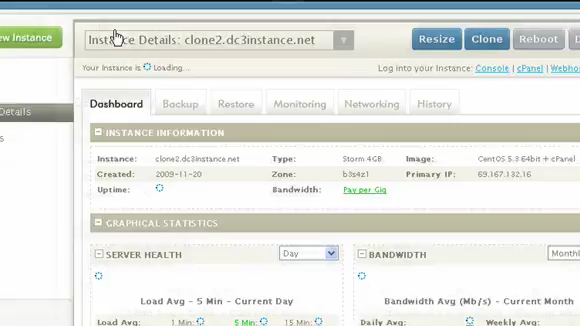 ew Instance
Instance Details: clone2.dc3instance.net
Resize Clone Reboot D
Your Instance is Loading...
Log into your Instance: Console | cPanel | Webhos
Details
s
Dashboard Backup Restore Monitoring Networking History
INSTANCE INFORMATION
Instance: clone2.dc3instance.net Type: Storm 4GB Image: CentOS 5.3 64bit + cPanel
Created: 2009-11-20 Zone: b3s4z1 Primary IP: 69.167.132.16
Uptime: Bandwidth: Pay per Gig
GRAPHICAL STATISTICS
SERVER HEALTH Day BANDWIDTH Monthl
Load Avg - 5 Min - Current Day Bandwidth Avg (Mb/s) - Current Month
Load Avg: 1 Min: 5 Min: 15 Min: Daily Avg: Weekly Avg: